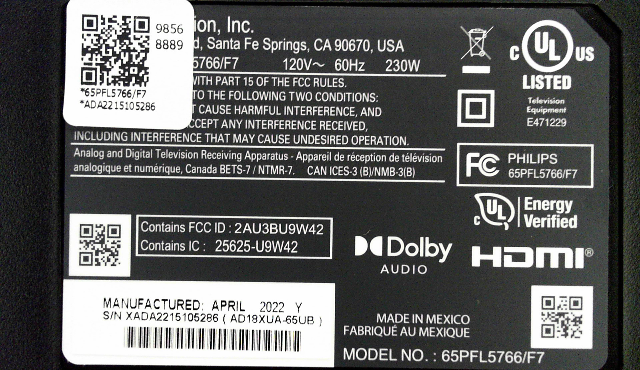 9856
8889
*65PFL5766/F7
*ADA2215105286
ion, Inc.
d, Santa Fe Springs, CA 90670, USA
5766/F7 120V~ 60Hz 230W
WITH PART 15 OF THE FCC RULES.
TO THE FOLLOWING TWO CONDITIONS:
CAUSE HARMFUL INTERFERENCE, AND
ACCEPT ANY INTERFERENCE RECEIVED,
INCLUDING INTERFERENCE THAT MAY CAUSE UNDESIRED OPERATION.
Analog and Digital Television Receiving Apparatus - Appareil de réception de télévision
analogique et numérique, Canada BETS-7 / NTMR-7. CAN ICES-3 (B)/NMB-3(B)
C UL US
LISTED
Television
Equipment
E471229
FC PHILIPS
65PFL5766/F7
C UL Energy
Verified
Contains FCC ID : 2AU3BU9W42
Contains IC : 25625-U9W42
Dolby
AUDIO
HDMI®
MANUFACTURED: APRIL 2022 Y
S/N XADA2215105286 ( AD19XUA-65UB )
MADE IN MEXICO
FABRIQUÉ AU MEXIQUE
MODEL NO. : 65PFL5766/F7